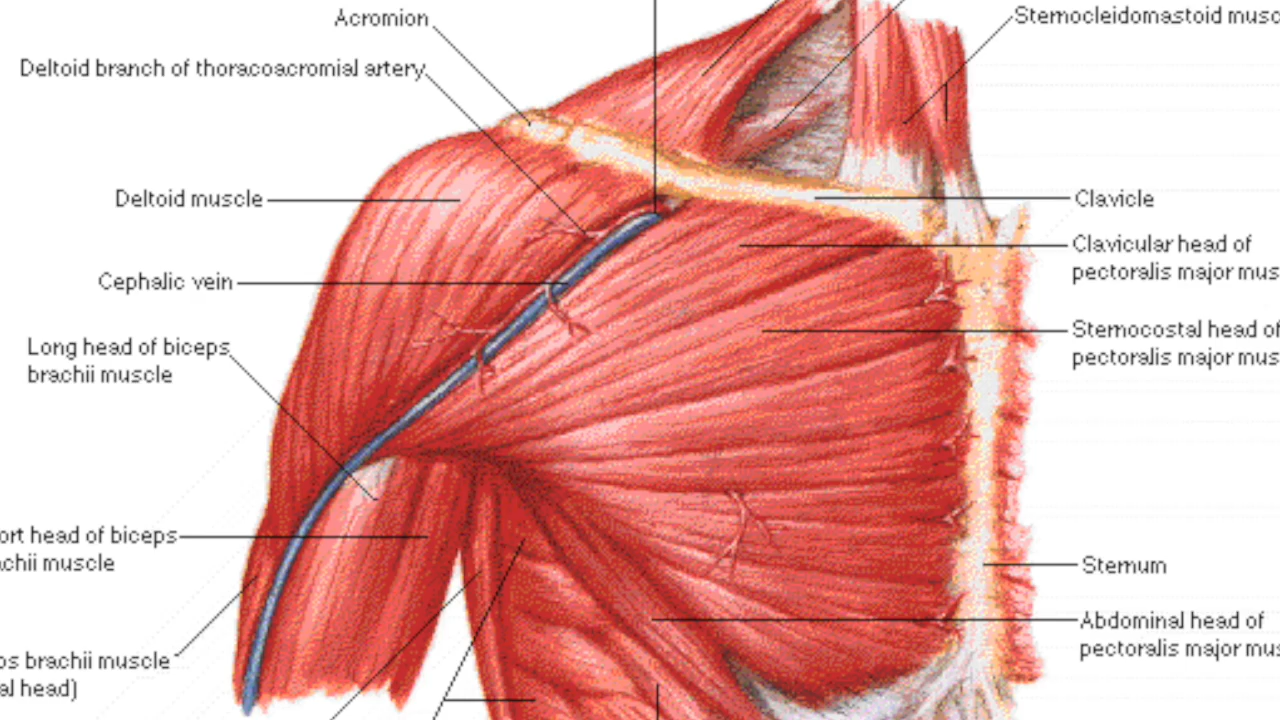 Acromion
Sternocleidomastoid musc
Deltoid branch of thoracoacromial artery
Deltoid muscle
Clavicle
Clavicular head of
pectoralis major mus
Cephalic vein
Sternocostal head of
pectoralis major mus
Long head of biceps
brachii muscle
ort head of biceps
achii muscle
Sternum
Abdominal head of
pectoralis major mus
ps brachii muscle
al head)